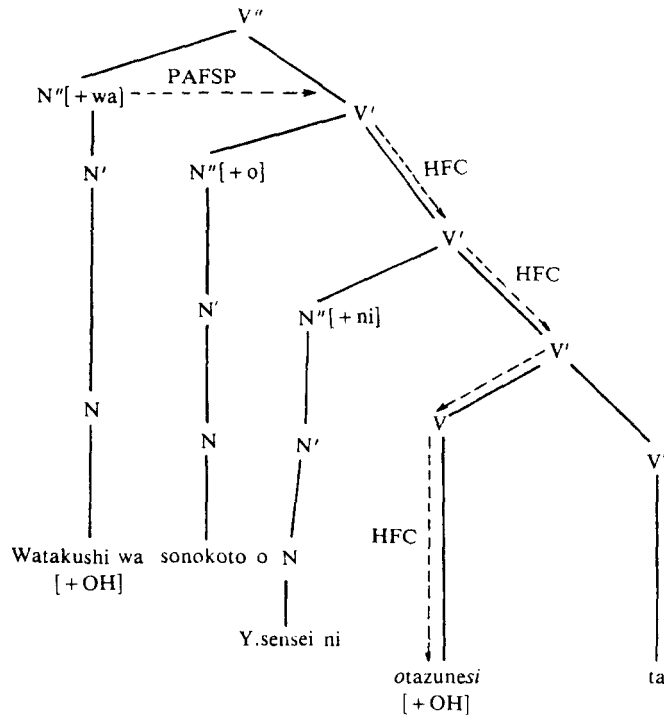 V"
PAFSP
N"[+wa]
V'
HFC
N'
N"[+o]
V'
HFC
N'
N"[+ni]
V'
N
N
V
N'
V'
HFC
Watakushi wa sonokoto o N
[+OH]
Y.sensei ni
otazunesi ta
[+OH]